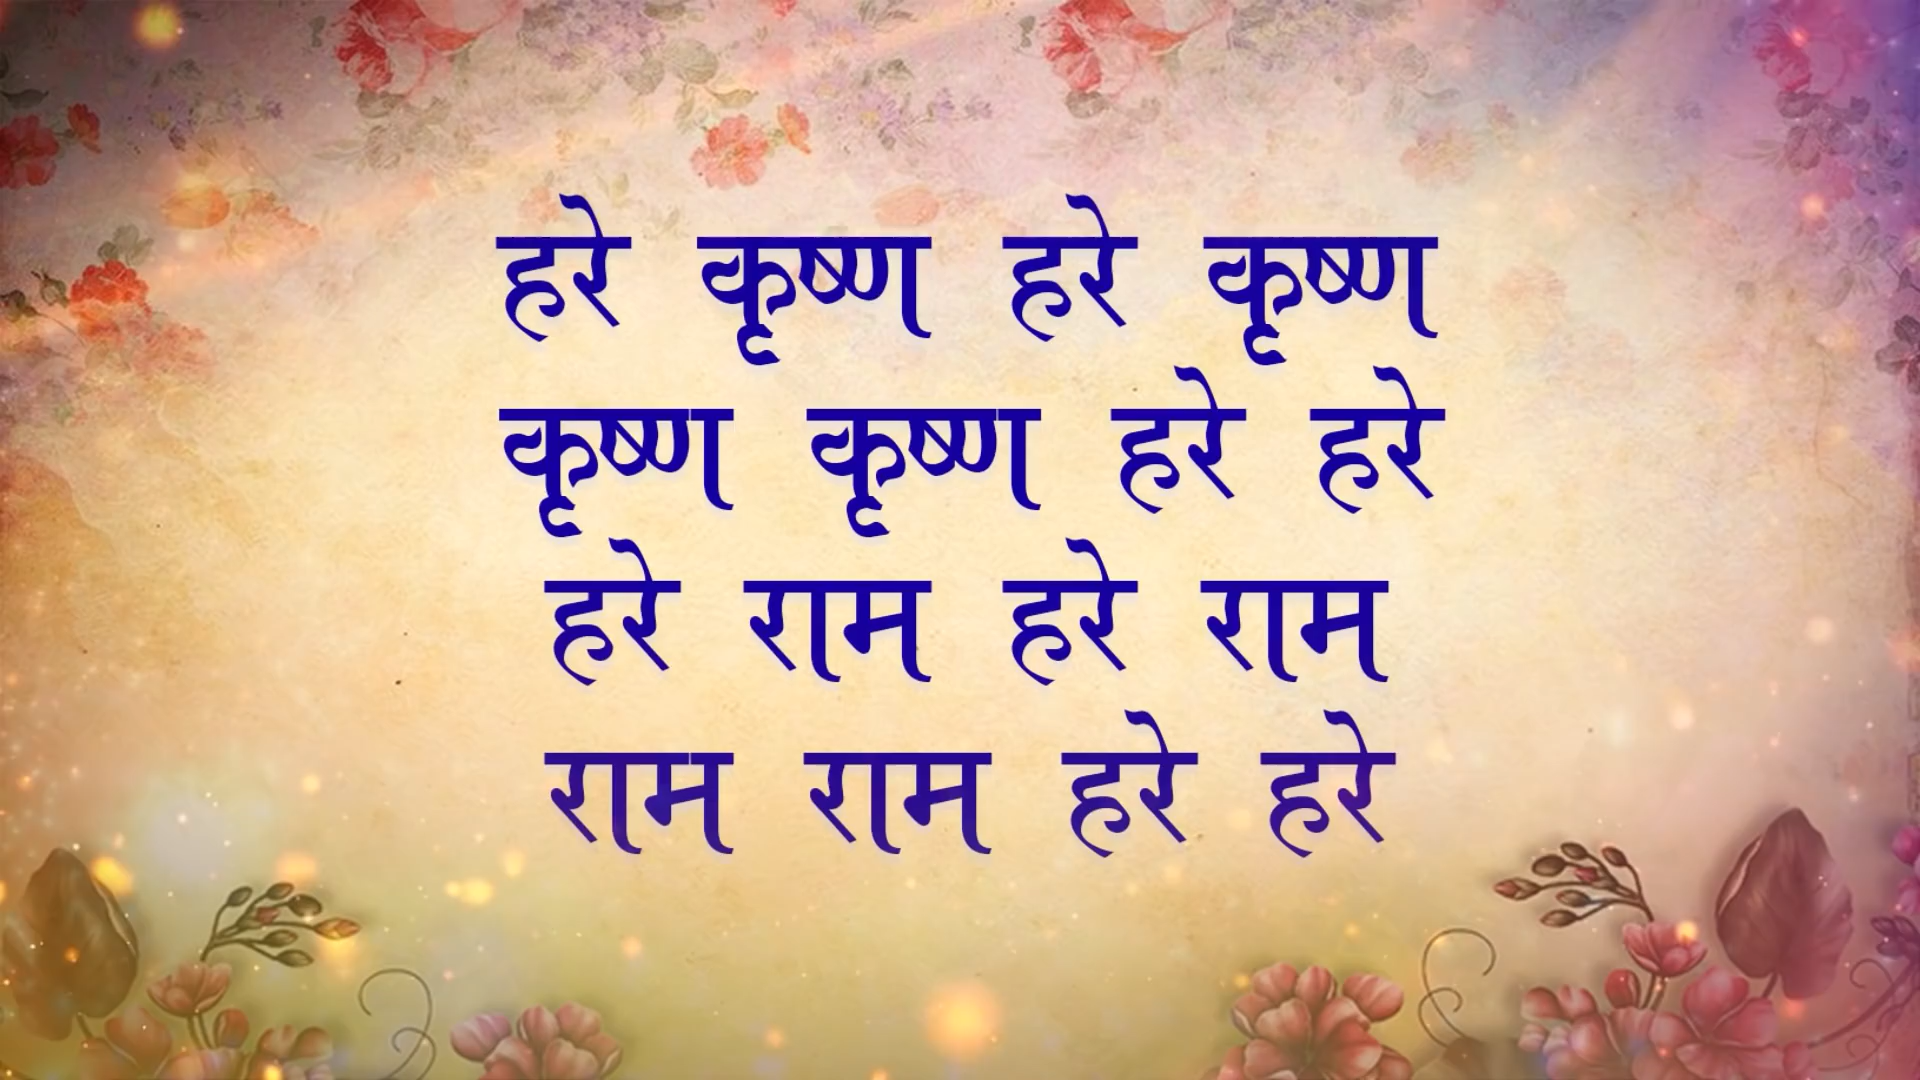 हरे कृष्ण हरे कृष्ण
कृष्ण कृष्ण हरे हरे
हरे राम हरे राम
राम राम हरे हरे